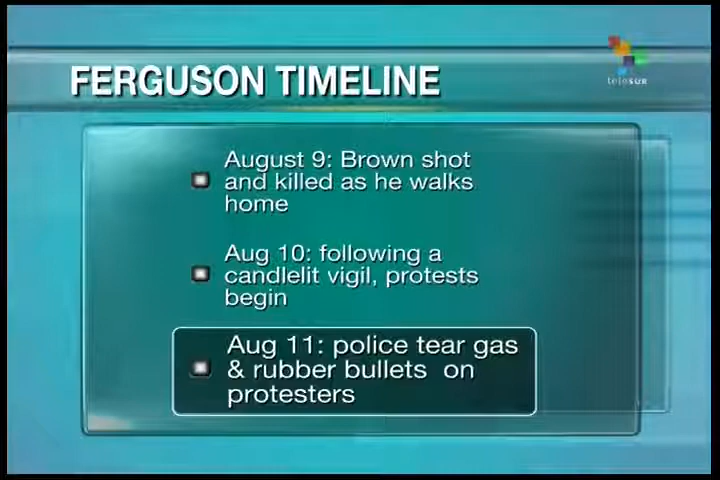 FERGUSON TIMELINE
teleSUR
August 9: Brown shot
and killed as he walks
home
Aug 10: following a
candlelit vigil, protests
begin
Aug 11: police tear gas
& rubber bullets on
protesters